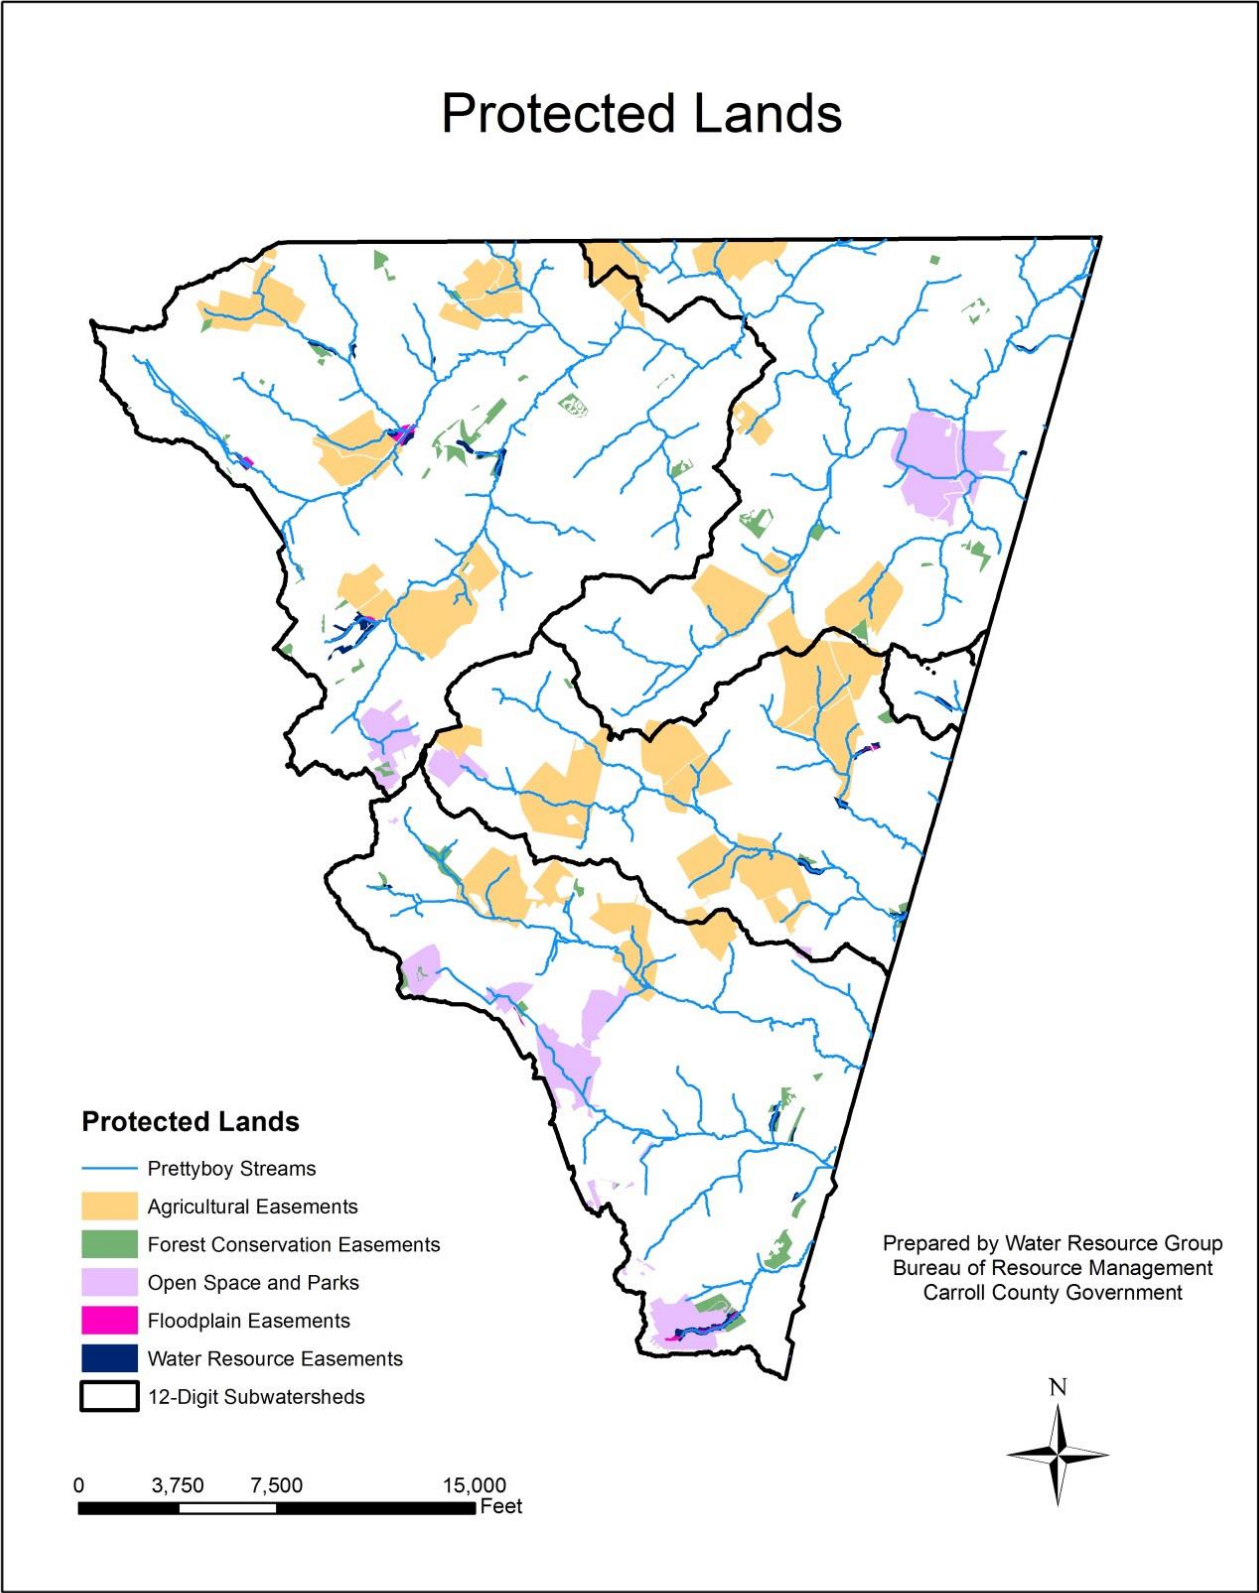 Protected Lands
Protected Lands
Prettyboy Streams
Agricultural Easements
Forest Conservation Easements
Open Space and Parks
Floodplain Easements
Water Resource Easements
12-Digit Subwatersheds
Prepared by Water Resource Group
Bureau of Resource Management
Carroll County Government
N
0 3,750 7,500 15,000
Feet